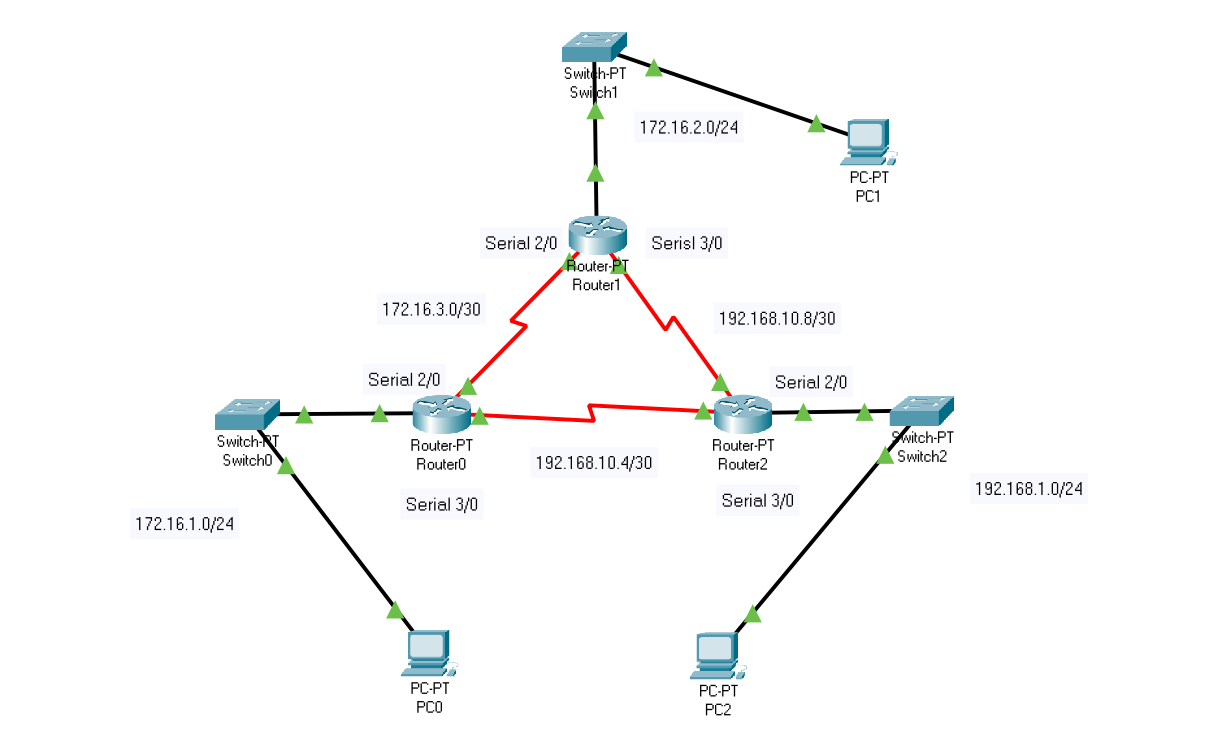 Switch-PT
Switch1
172.16.2.0/24
PC-PT
PC1
Serial 2/0
Serisl 3/0
Router-PT
Router1
172.16.3.0/30
192.168.10.8/30
Serial 2/0
Serial 2/0
Switch-PT
Switch0
Router-PT
Router0
192.168.10.4/30
Router-PT
Router2
Switch-PT
Switch2
192.168.1.0/24
Serial 3/0
Serial 3/0
172.16.1.0/24
PC-PT
PC0
PC-PT
PC2